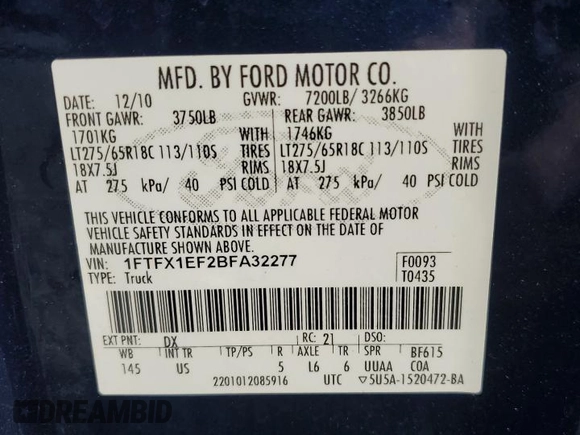 MFD. BY FORD MOTOR CO.
DATE: 12/10 GVWR: 7200LB/ 3266KG
FRONT GAWR: 3750LB REAR GAWR: 3850LB
1701KG WITH 1746KG WITH
LT275/65R18C 113/110S TIRES LT275/65R18C 113/110S TIRES
18X7.5J RIMS 18X7.5J RIMS
AT 275 kPa/ 40 PSI COLD AT 275 kPa/ 40 PSI COLD
THIS VEHICLE CONFORMS TO ALL APPLICABLE FEDERAL MOTOR
VEHICLE SAFETY STANDARDS IN EFFECT ON THE DATE OF MANUFACTURE
SHOWN ABOVE.
VIN: 1FTFX1EF2BFA32277 F0093
TYPE: Truck T0435
EXT PNT: DX RC: 21 DSO:
WB INT TR TP/PS R AXLE TR SPR BF615
145 US 5 L6 6 UUAA COA
2201012085916 UTC ▽5U5A-1520472-BA
DREAMBID